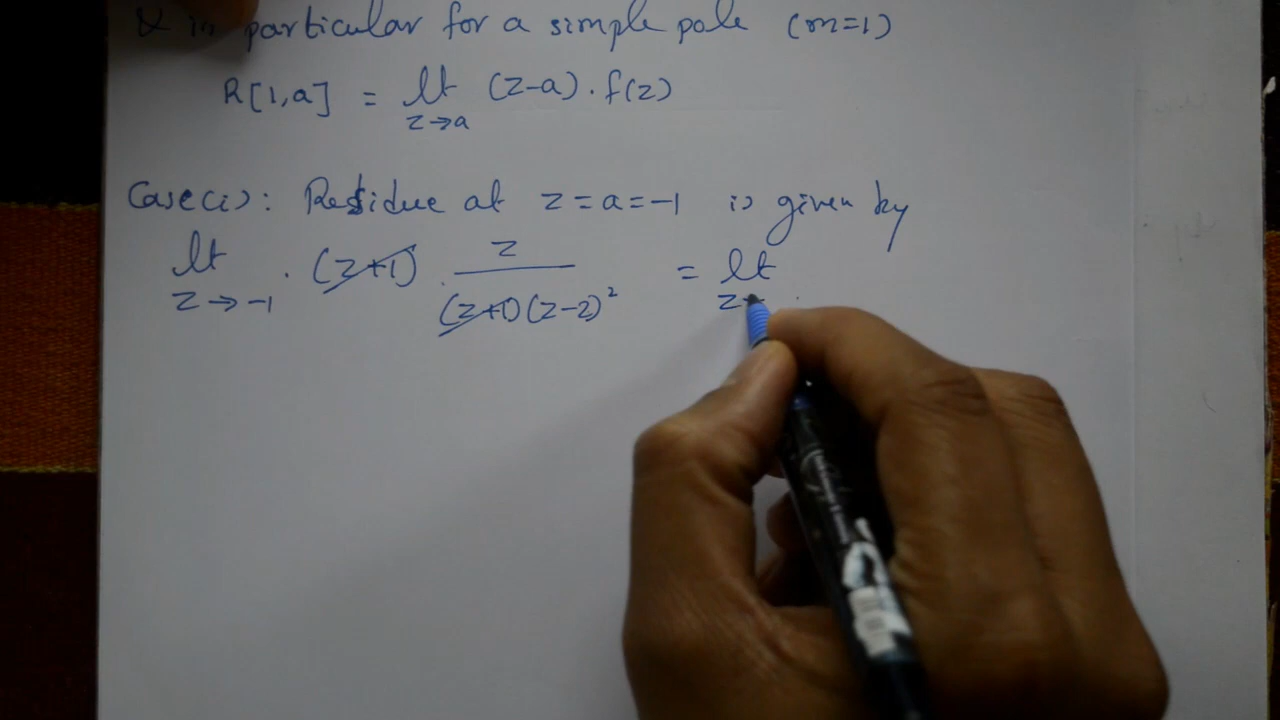 & in particular for a simple pole (m=1)
R[1,a] = lt (z-a).f(z)
z→a
Case(i): Residue at z=a=-1 is given by
lt . (z+1) . z = lt
z→-1 (z+1)(z-2)² z-